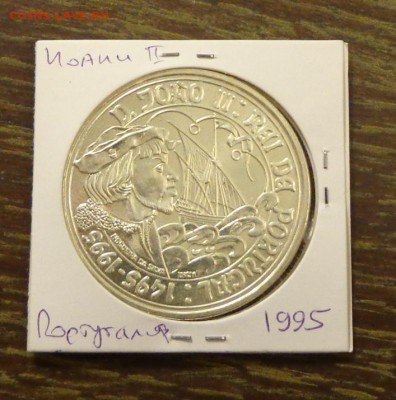 Иоанн II
D. JOÃO II: REI DE PORTUGAL: 1495-1995
Португалия
1995